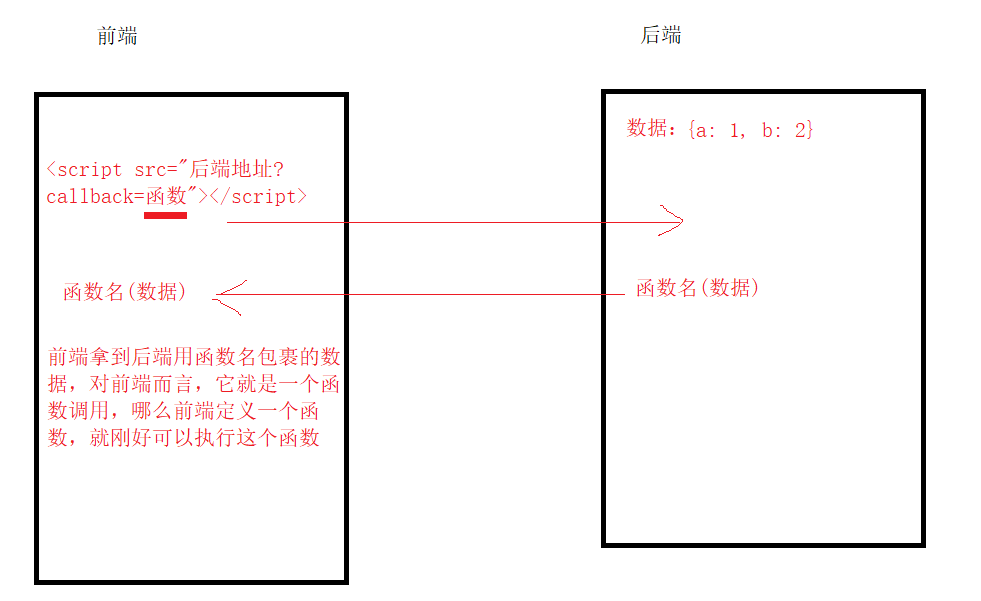 前端
后端
<script src="后端地址?
callback=函数"></script>
函数名(数据)
前端拿到后端用函数名包裹的数
据，对前端而言，它就是一个函
数调用，哪么前端定义一个函
数，就刚好可以执行这个函数
数据：{a: 1, b: 2}
函数名(数据)